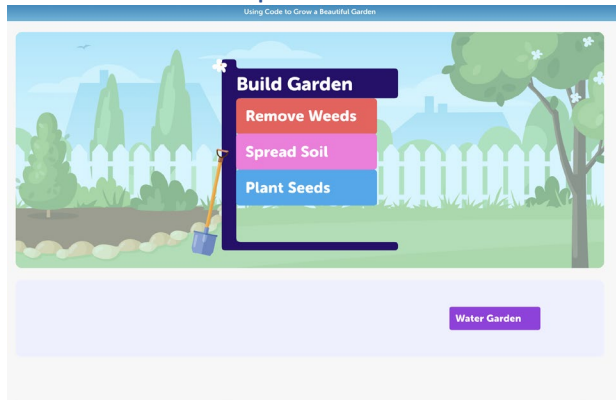 Using Code to Grow a Beautiful Garden
Build Garden
Remove Weeds
Spread Soil
Plant Seeds
Water Garden